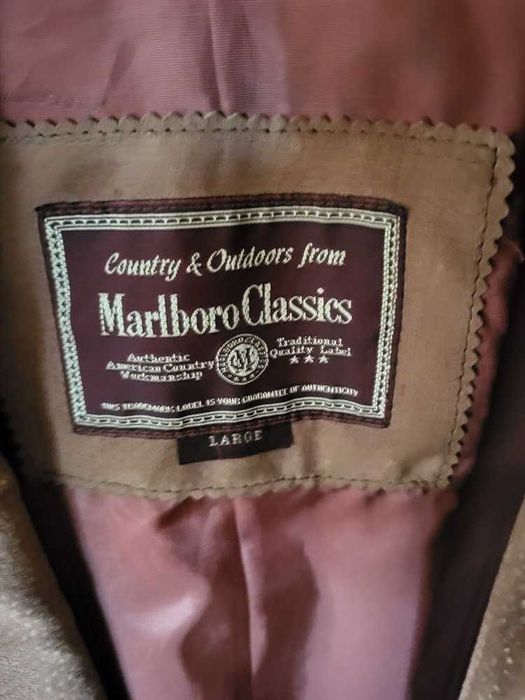 Country & Outdoors from
Marlboro Classics
Authentic
American Country
Workmanship
Traditional
Quality Label
THIS TRADEMARK LABEL IS YOUR GUARANTEE OF AUTHENTICITY
LARGE